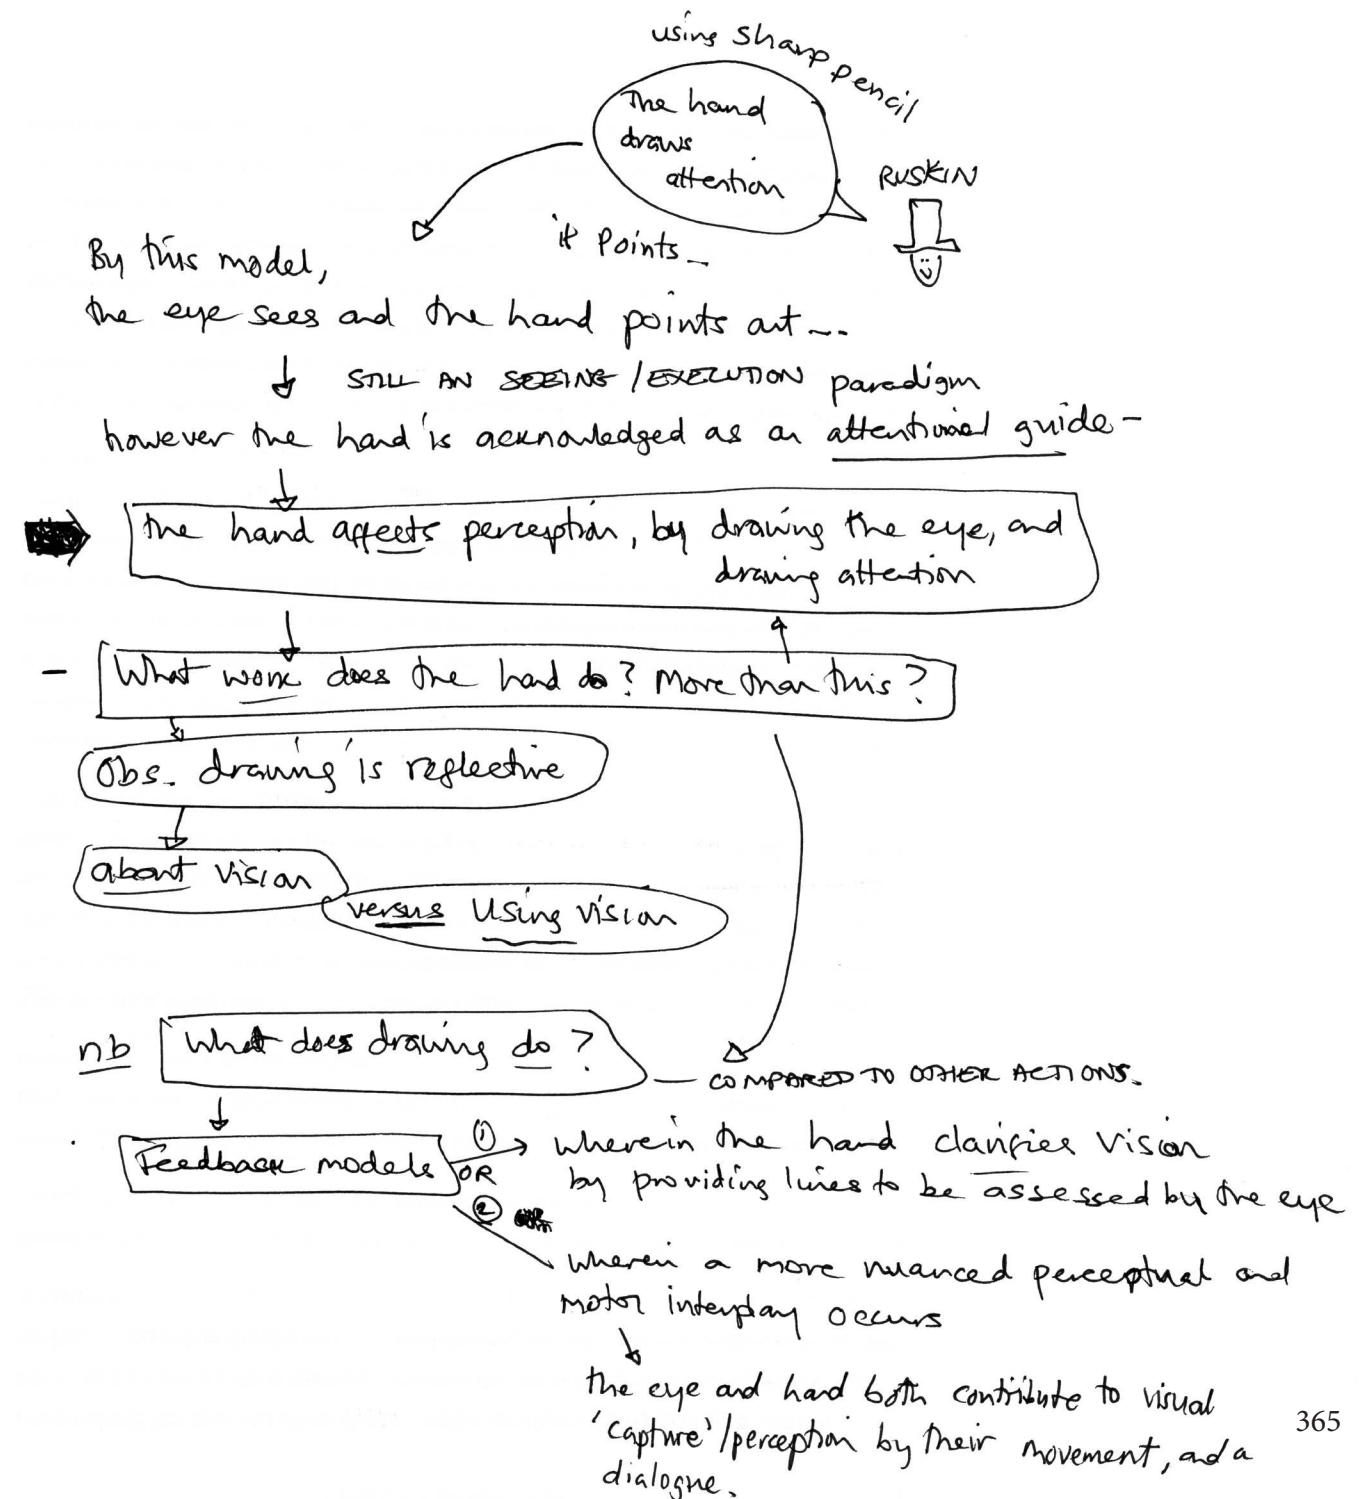 using sharp pencil
The hand
draws
attention
RUSKIN
it points_
By this model,
the eye sees and the hand points out...
STILL AN SEEING / EXECUTION paradigm
however the hand is acknowledged as an attentional guide -
the hand affects perception, by drawing the eye, and
drawing attention
- What work does the hand do? More than this?
Obs. drawing is reflective
about vision
versus Using vision
nb What does drawing do?
— COMPARED TO OTHER ACTIONS.
Feedback models
① wherein the hand clarifies vision
by providing lines to be assessed by the eye
OR
②
wherein a more nuanced perceptual and
motor interplay occurs
the eye and hand both contribute to visual
'capture'/perception by their movement, and a
dialogue.
365